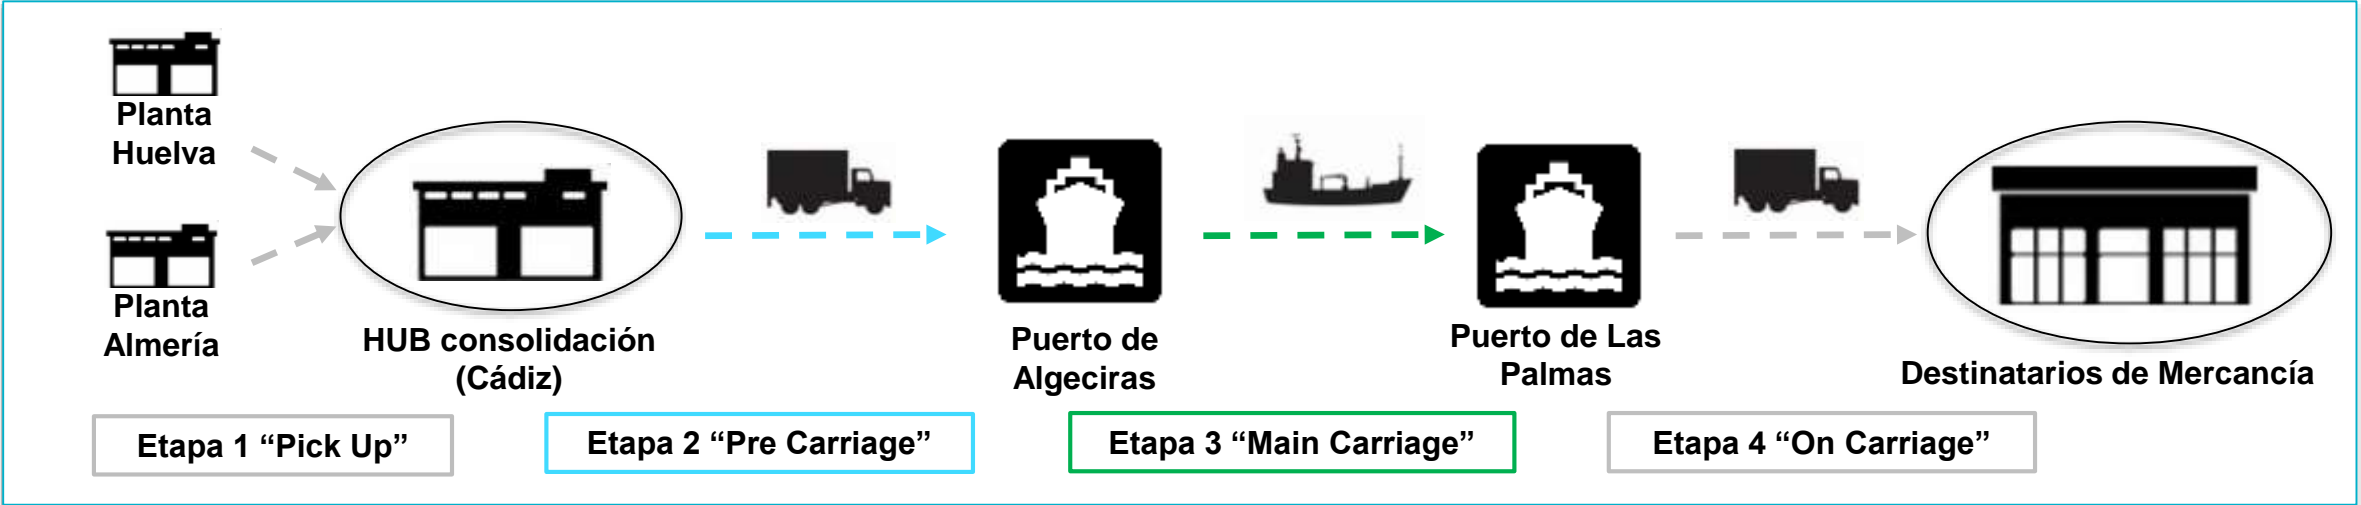 Planta
Huelva
Planta
Almería
HUB consolidación
(Cádiz)
Puerto de
Algeciras
Puerto de Las
Palmas
Destinatarios de Mercancía
Etapa 1 “Pick Up”
Etapa 2 “Pre Carriage”
Etapa 3 “Main Carriage”
Etapa 4 “On Carriage”